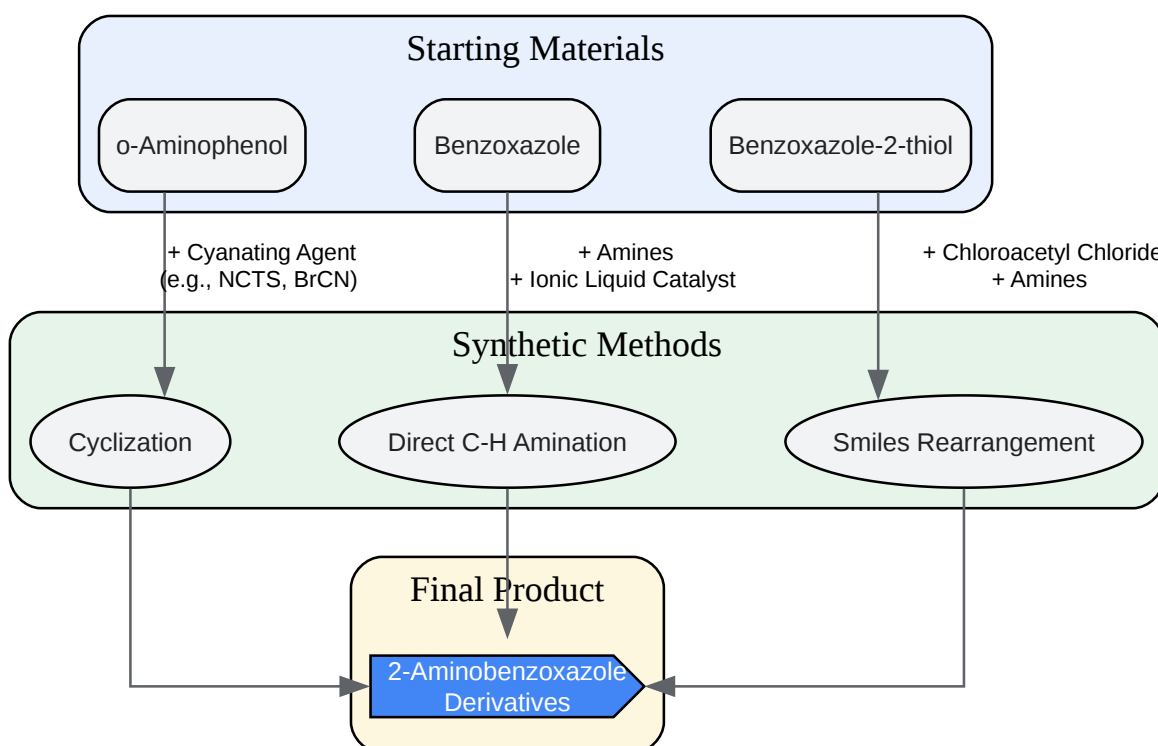 Starting Materials
o-Aminophenol
Benzoxazole
Benzoxazole-2-thiol
+ Cyanating Agent
(e.g., NCTS, BrCN)
+ Amines
+ Ionic Liquid Catalyst
+ Chloroacetyl Chloride
+ Amines
Synthetic Methods
Cyclization
Direct C-H Amination
Smiles Rearrangement
Final Product
2-Aminobenzoxazole
Derivatives